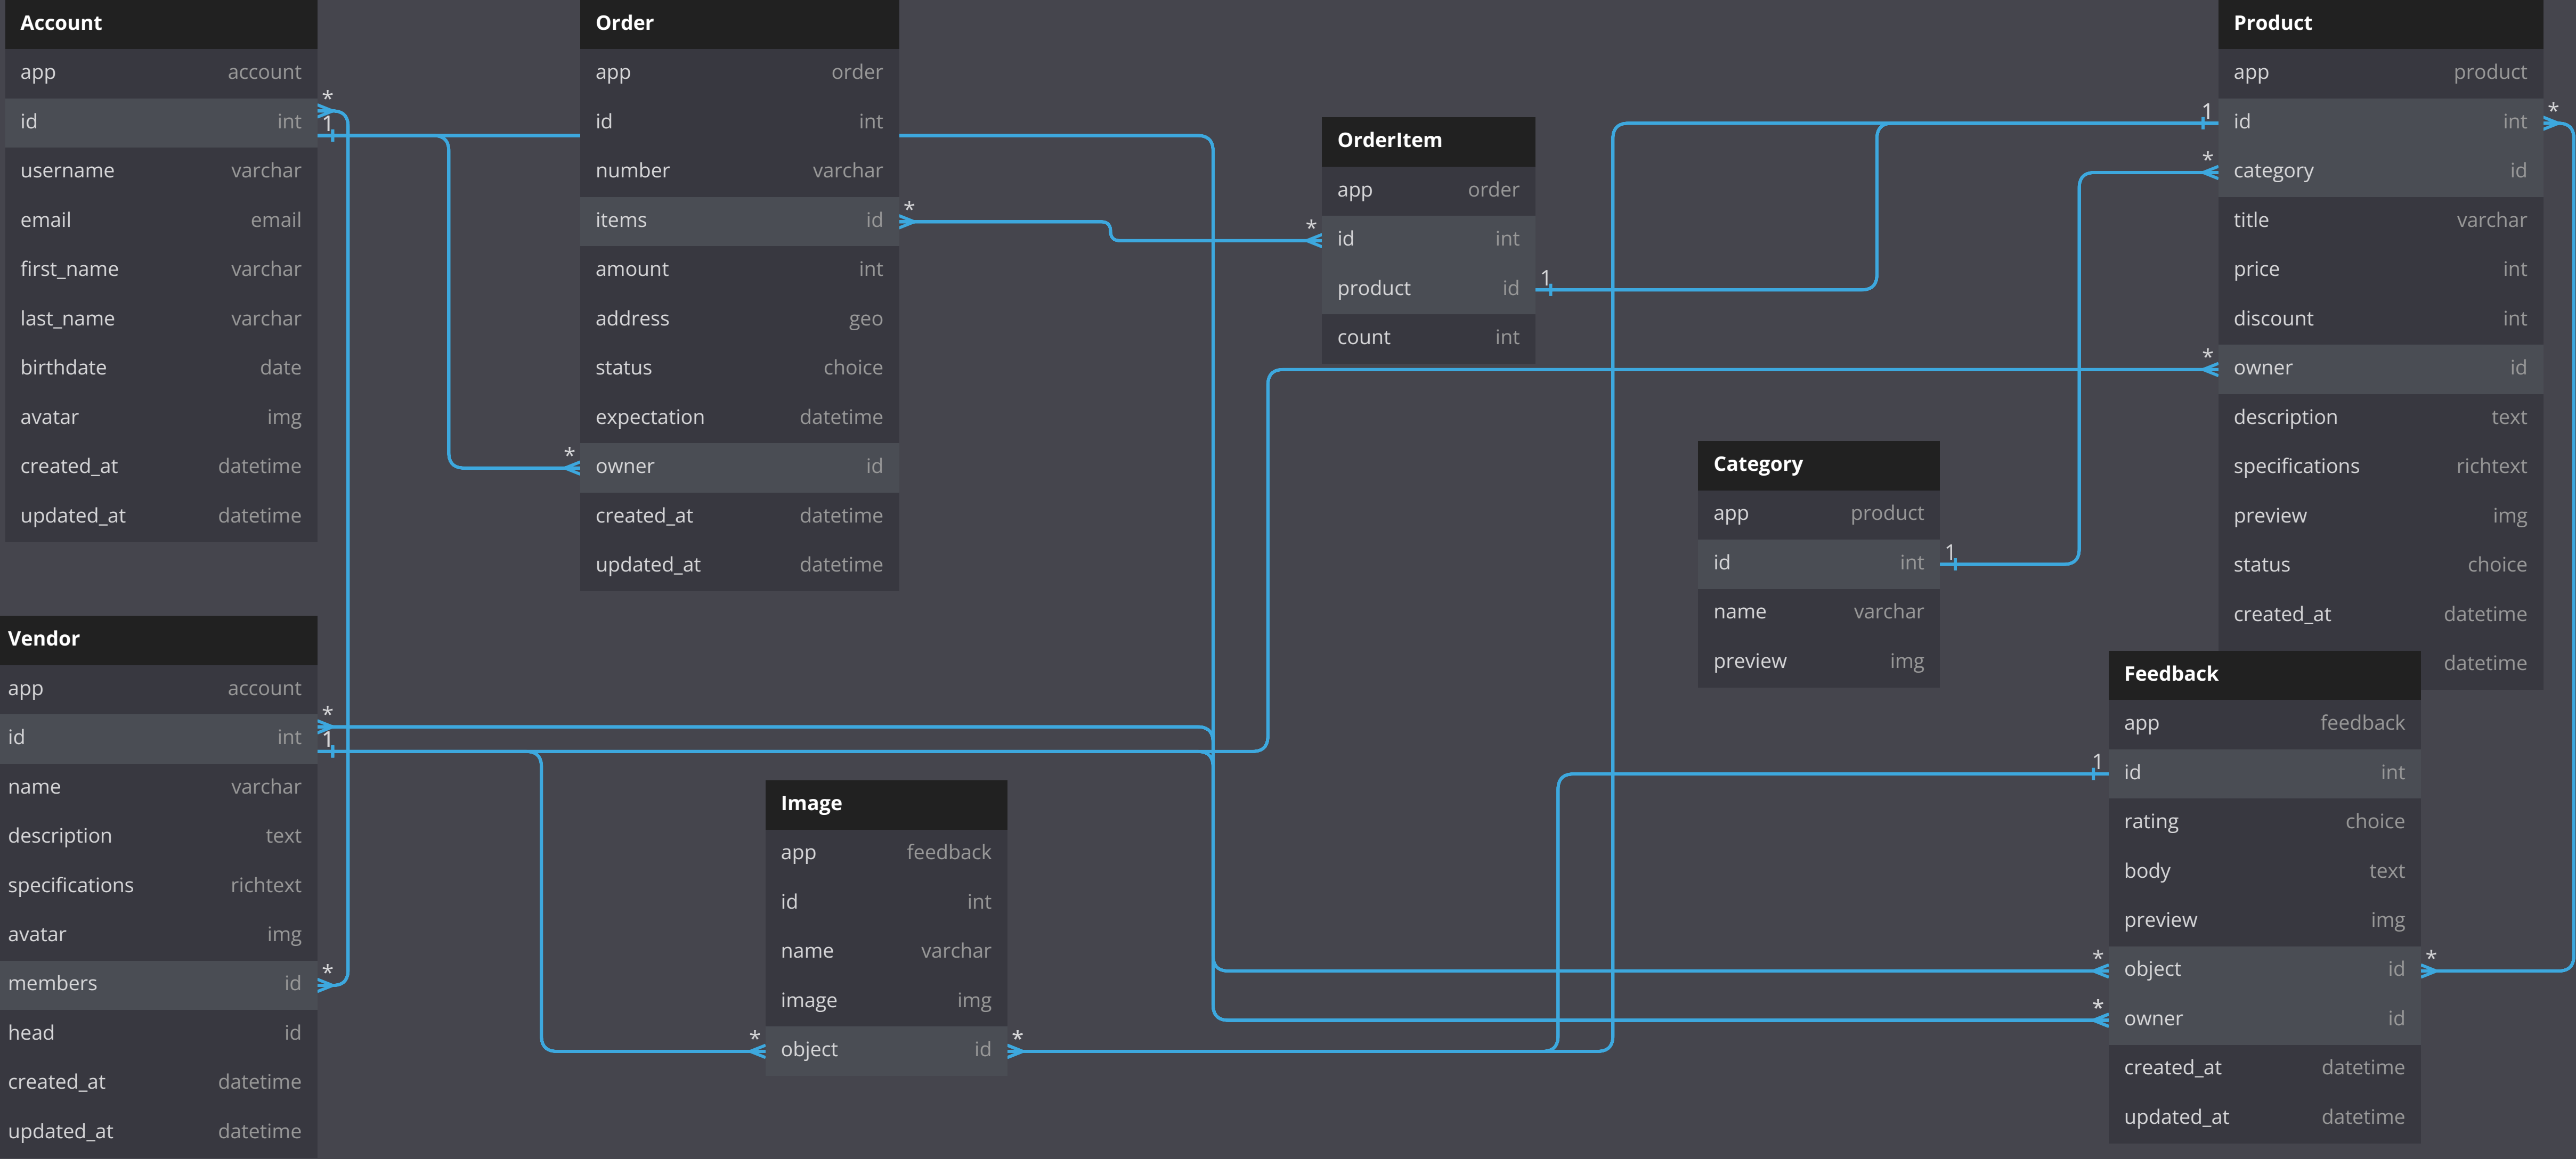 Account
app account
id int
username varchar
email email
first_name varchar
last_name varchar
birthdate date
avatar img
created_at datetime
updated_at datetime
* 
1
Order
app order
id int
number varchar
items id
amount int
address geo
status choice
expectation datetime
owner id
created_at datetime
updated_at datetime
*
*
OrderItem
app order
id int
product id
count int
*
1
Product
app product
id int
category id
title varchar
price int
discount int
owner id
description text
specifications richtext
preview img
status choice
created_at datetime
datetime
1
*
*
*
Category
app product
id int
name varchar
preview img
1
Vendor
app account
id int
name varchar
description text
specifications richtext
avatar img
members id
head id
created_at datetime
updated_at datetime
*
1
*
Image
app feedback
id int
name varchar
image img
object id
*
*
Feedback
app feedback
id int
rating choice
body text
preview img
object id
owner id
created_at datetime
updated_at datetime
1
*
*
*